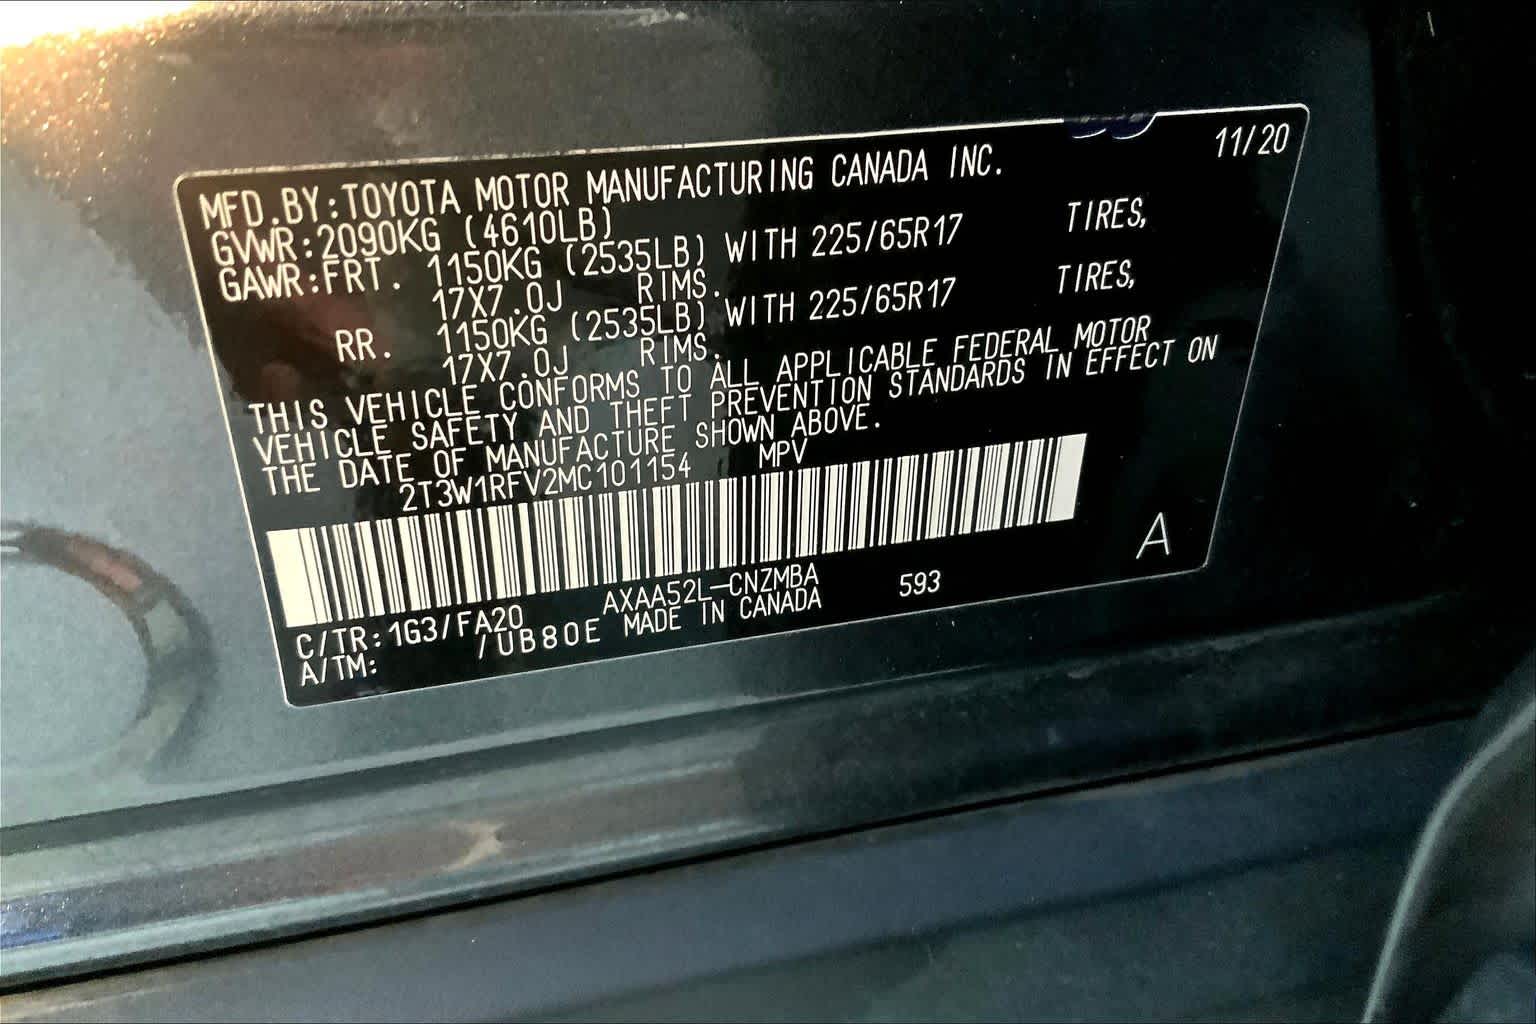 11/20
MFD.BY:TOYOTA MOTOR MANUFACTURING CANADA INC.
GVWR:2090KG (4610LB)
GAWR:FRT. 1150KG (2535LB) WITH 225/65R17 TIRES,
17X7.0J RIMS.
RR. 1150KG (2535LB) WITH 225/65R17 TIRES,
17X7.0J RIMS.
THIS VEHICLE CONFORMS TO ALL APPLICABLE FEDERAL MOTOR
VEHICLE SAFETY AND THEFT PREVENTION STANDARDS IN EFFECT ON
THE DATE OF MANUFACTURE SHOWN ABOVE.
2T3W1RFV2MC101154 MPV
A
C/TR:1G3/FA20 AXAA52L-CNZMBA 593
A/TM: /UB80E MADE IN CANADA